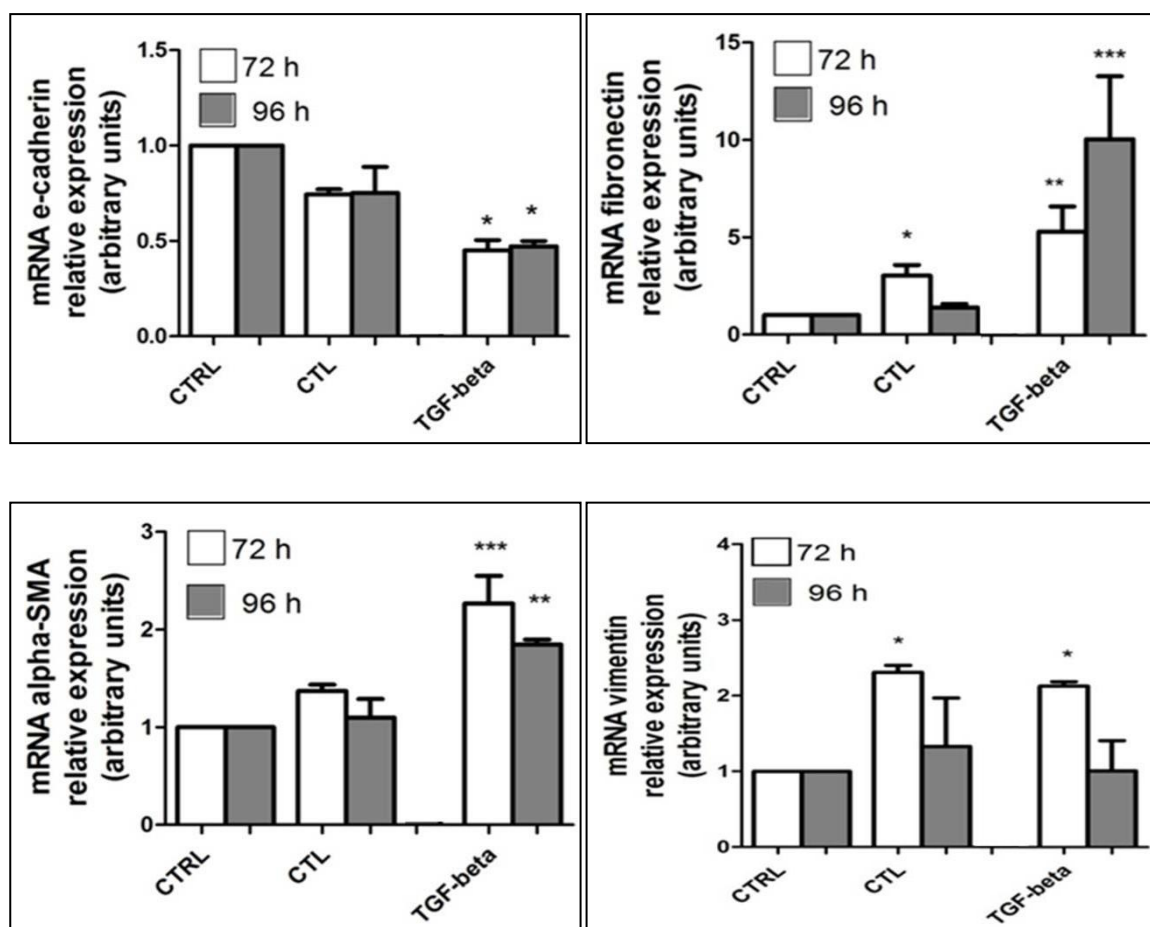 mRNA e-cadherin
relative expression
(arbitrary units)
1.5
1.0
0.5
0.0
72 h
96 h
*
*
CTRL
CTL
TGF-beta
mRNA fibronectin
relative expression
(arbitrary units)
15
10
5
0
72 h
96 h
*
**
***
CTRL
CTL
TGF-beta
mRNA alpha-SMA
relative expression
(arbitrary units)
3
2
1
0
72 h
96 h
***
**
CTRL
CTL
TGF-beta
mRNA vimentin
relative expression
(arbitrary units)
4
3
2
1
0
72 h
96 h
*
*
CTRL
CTL
TGF-beta